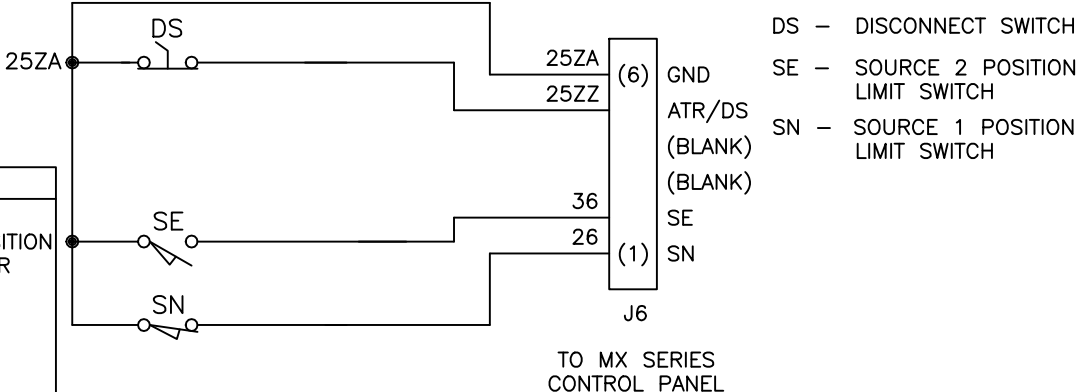 DS
25ZA
25ZA
(6) GND
25ZZ
ATR/DS
(BLANK)
(BLANK)
36
SE
26
(1) SN
J6
TO MX SERIES
CONTROL PANEL
SE
SN
ITION
R
DS – DISCONNECT SWITCH
SE – SOURCE 2 POSITION
LIMIT SWITCH
SN – SOURCE 1 POSITION
LIMIT SWITCH